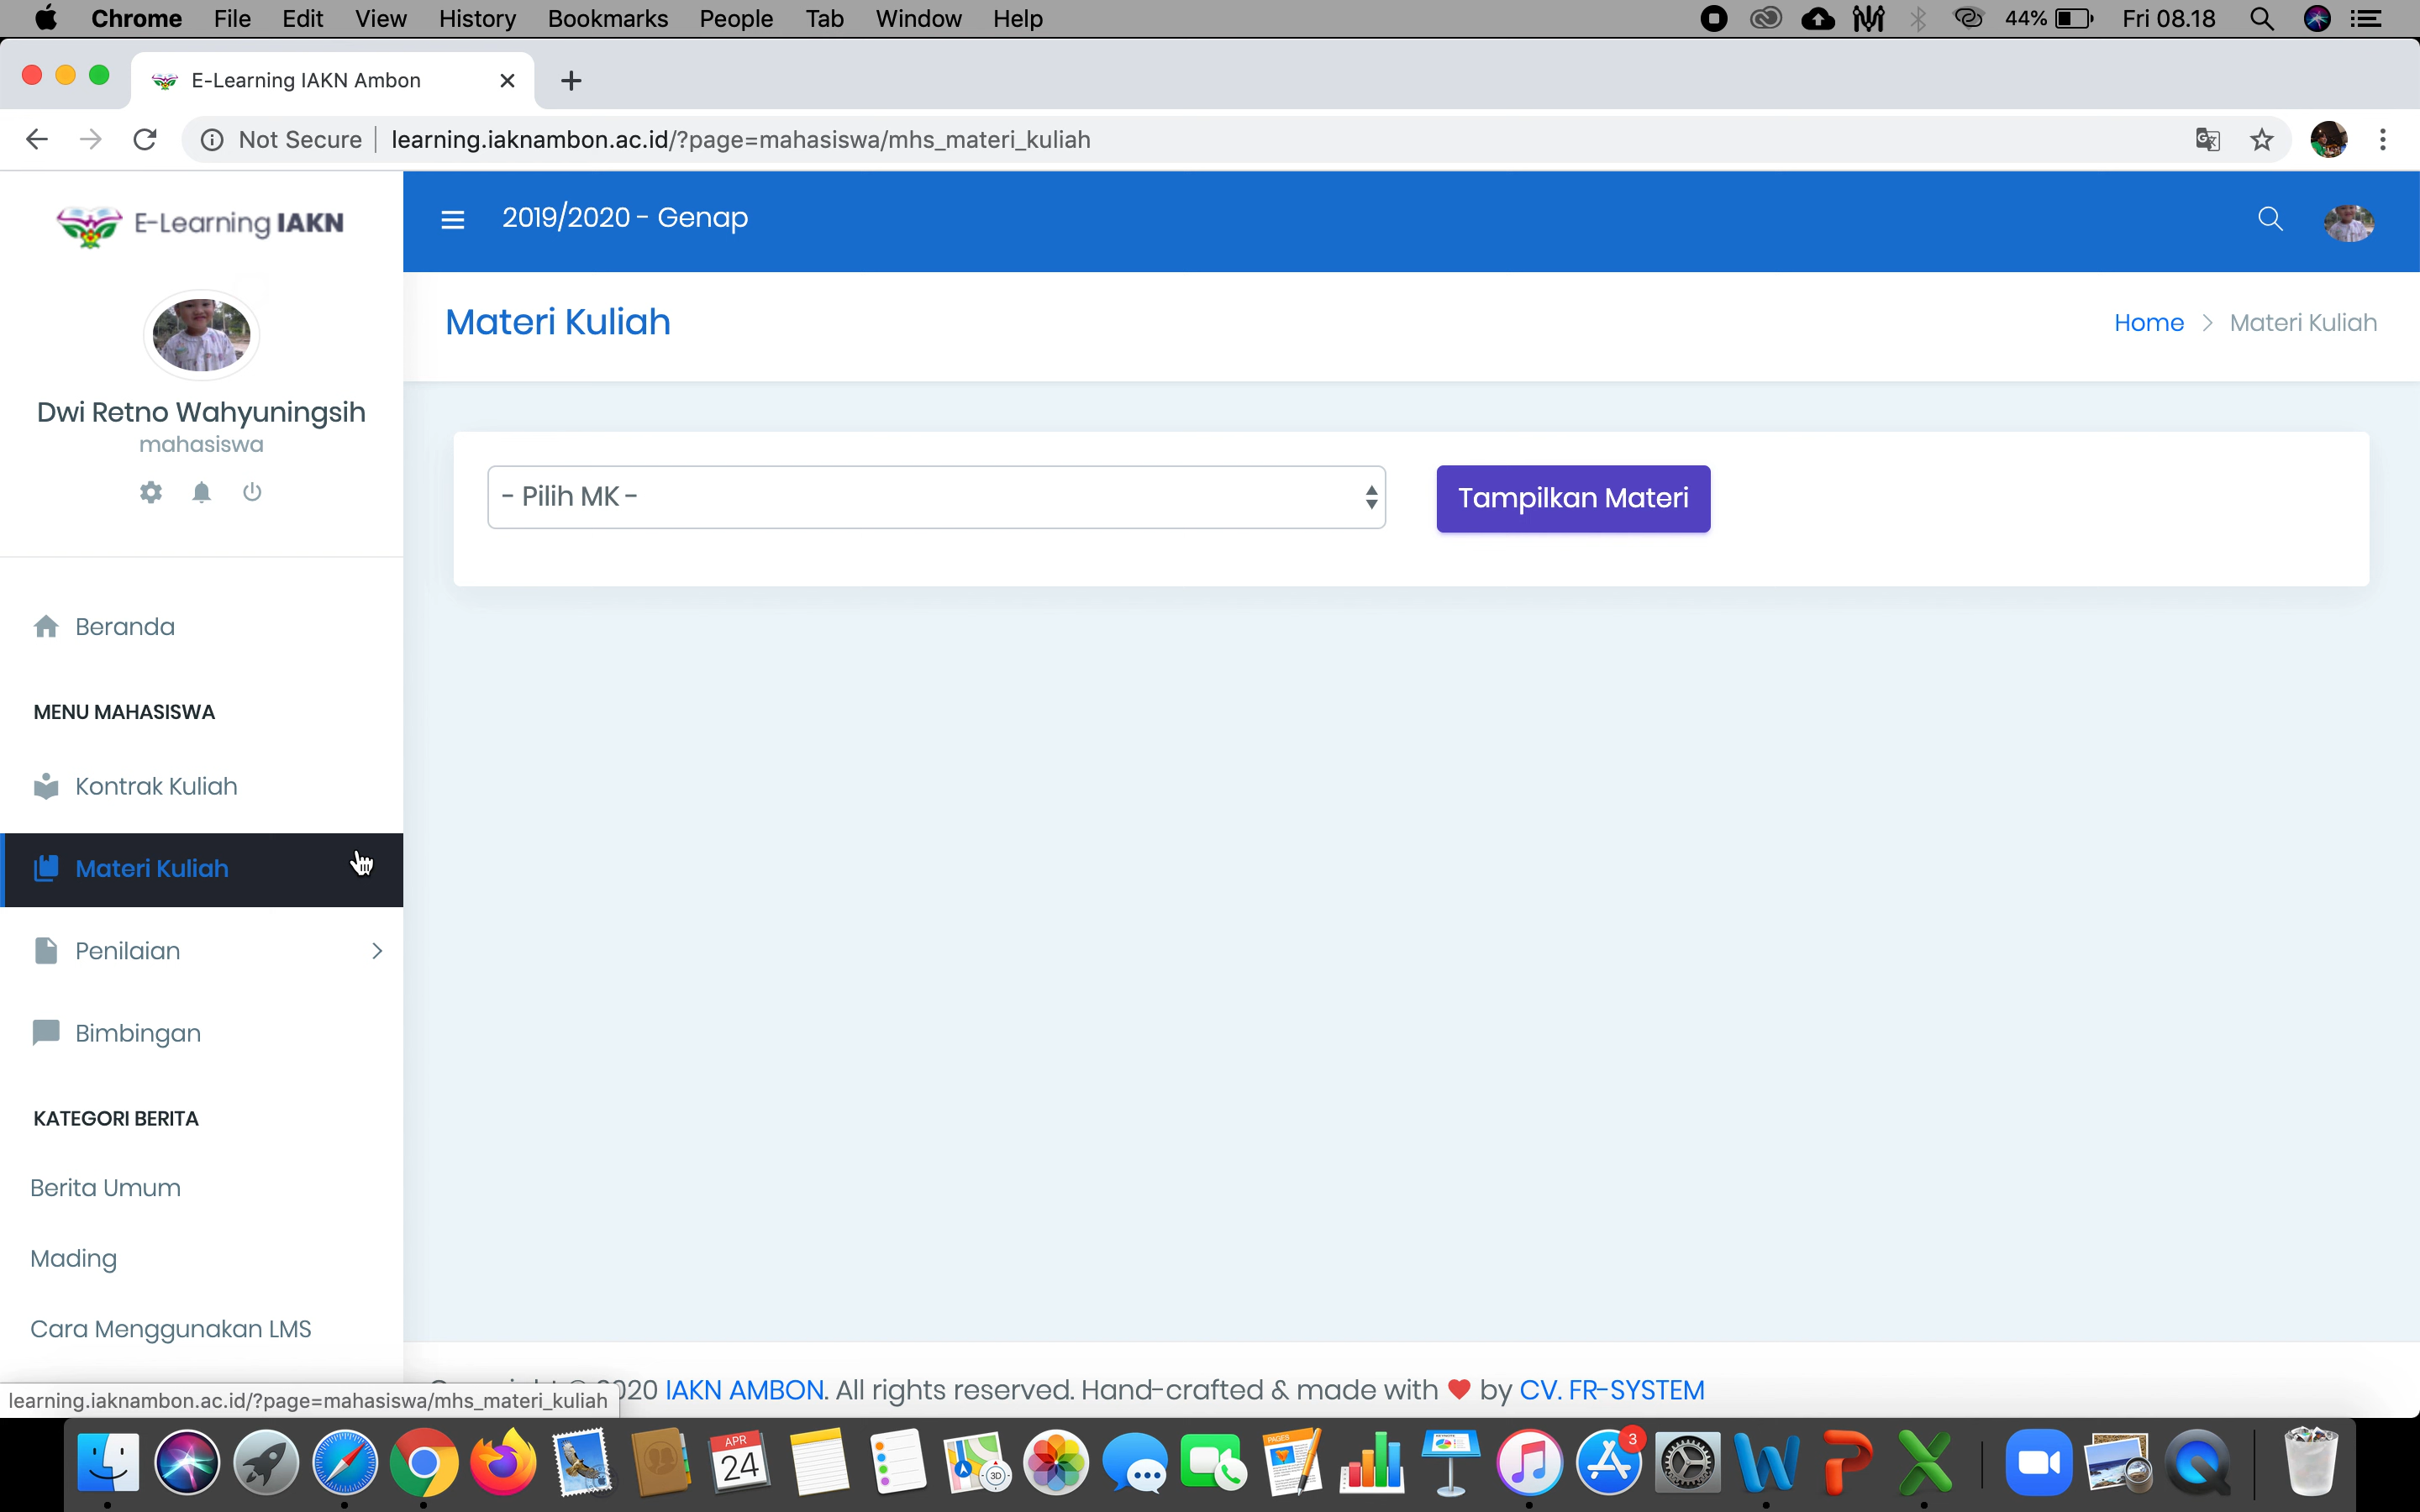 Chrome File Edit View History Bookmarks People Tab Window Help 44% Fri 08.18
E-Learning IAKN Ambon
Not Secure learning.iaknambon.ac.id/?page=mahasiswa/mhs_materi_kuliah
E-Learning IAKN
2019/2020 - Genap
Materi Kuliah
Home > Materi Kuliah
Dwi Retno Wahyuningsih
mahasiswa
- Pilih MK -
Tampilkan Materi
Beranda
MENU MAHASISWA
Kontrak Kuliah
Materi Kuliah
Penilaian
Bimbingan
KATEGORI BERITA
Berita Umum
Mading
Cara Menggunakan LMS
IAKN AMBON. All rights reserved. Hand-crafted & made with ❤ by CV. FR-SYSTEM
learning.iaknambon.ac.id/?page=mahasiswa/mhs_materi_kuliah
APR
24
PAGES
3D
3